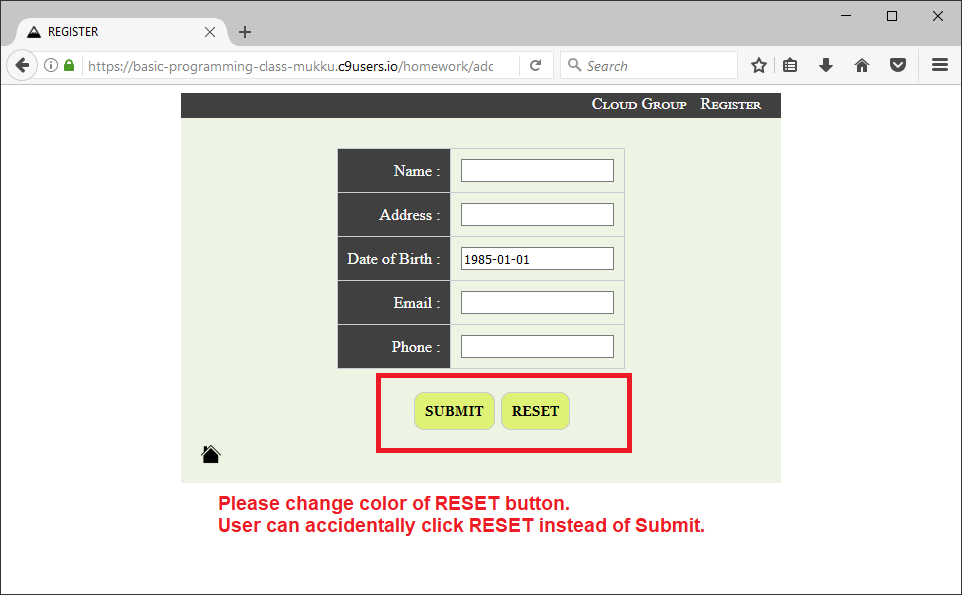 REGISTER
https://basic-programming-class-mukku.c9users.io/homework/adc
Search
Cloud Group Register
Name :
Address :
Date of Birth : 1985-01-01
Email :
Phone :
SUBMIT RESET
Please change color of RESET button.
User can accidentally click RESET instead of Submit.